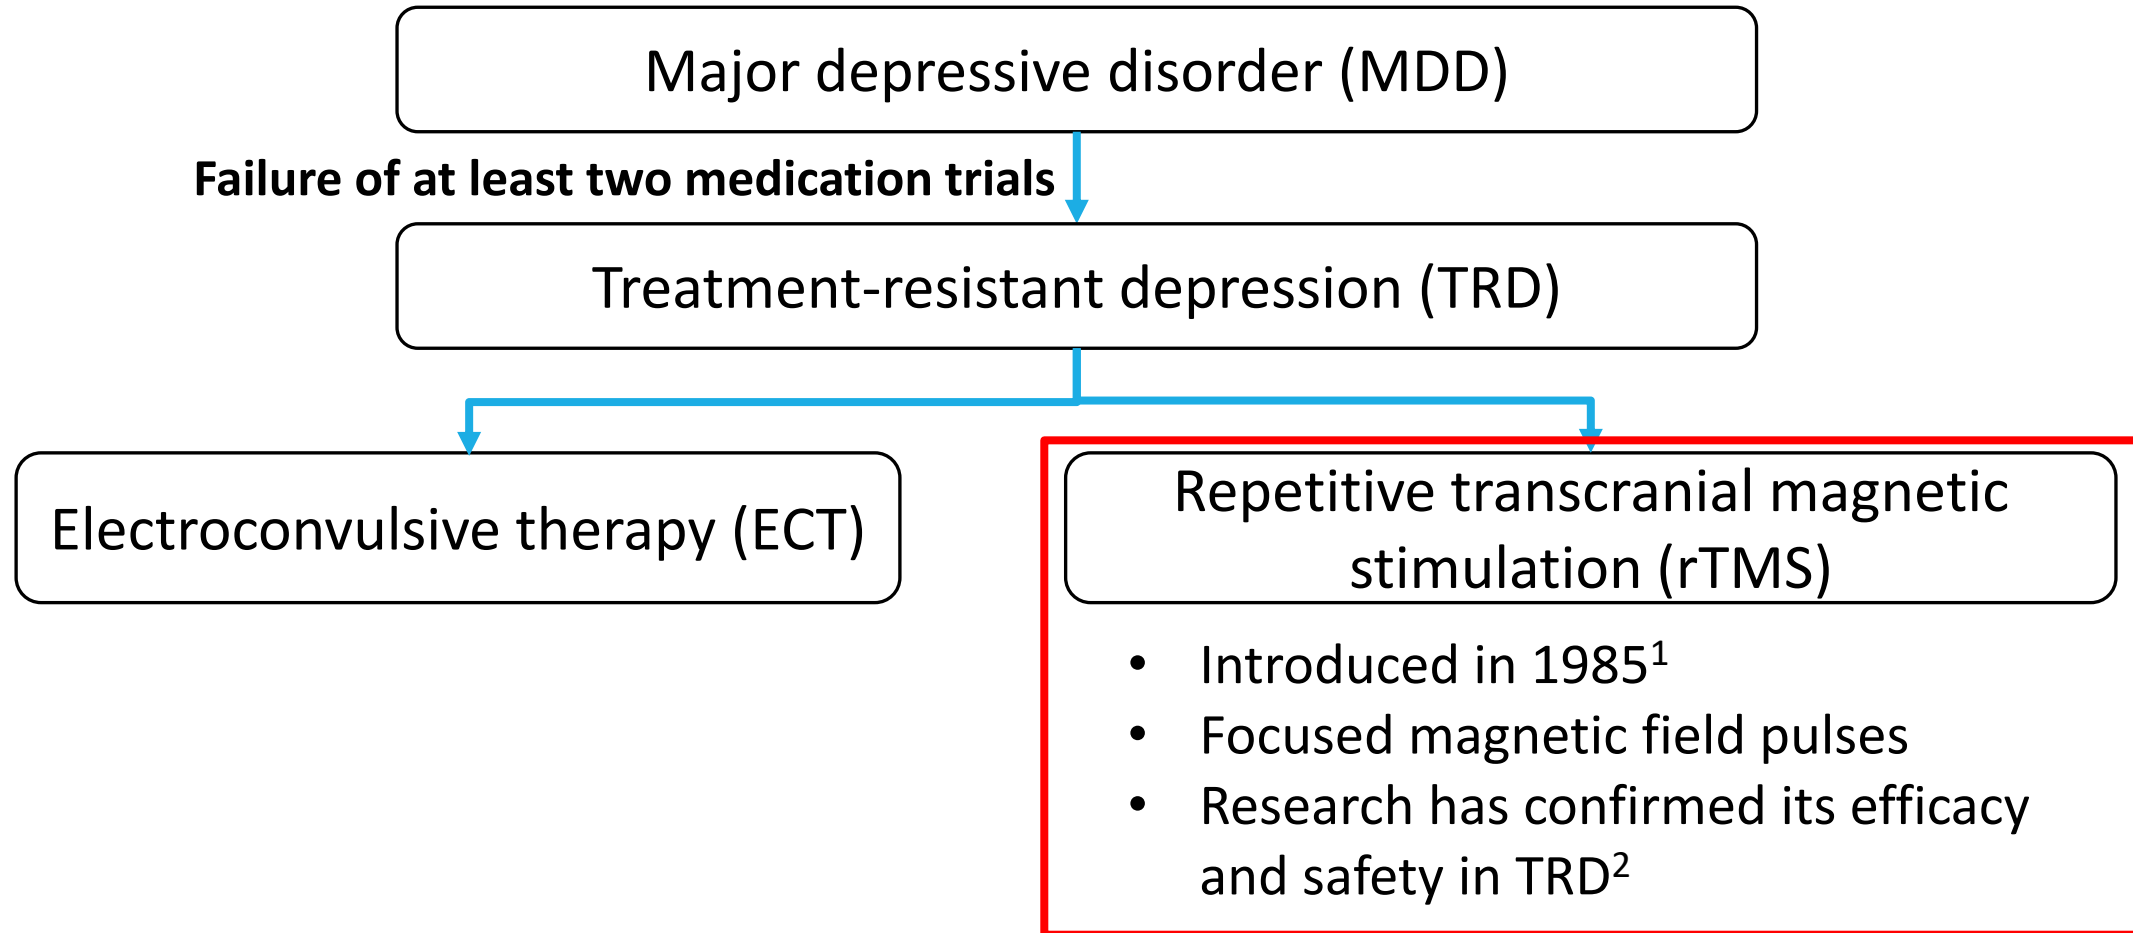 Major depressive disorder (MDD)
Failure of at least two medication trials
Treatment-resistant depression (TRD)
Electroconvulsive therapy (ECT)
Repetitive transcranial magnetic
stimulation (rTMS)
• Introduced in 1985¹
• Focused magnetic field pulses
• Research has confirmed its efficacy
and safety in TRD²